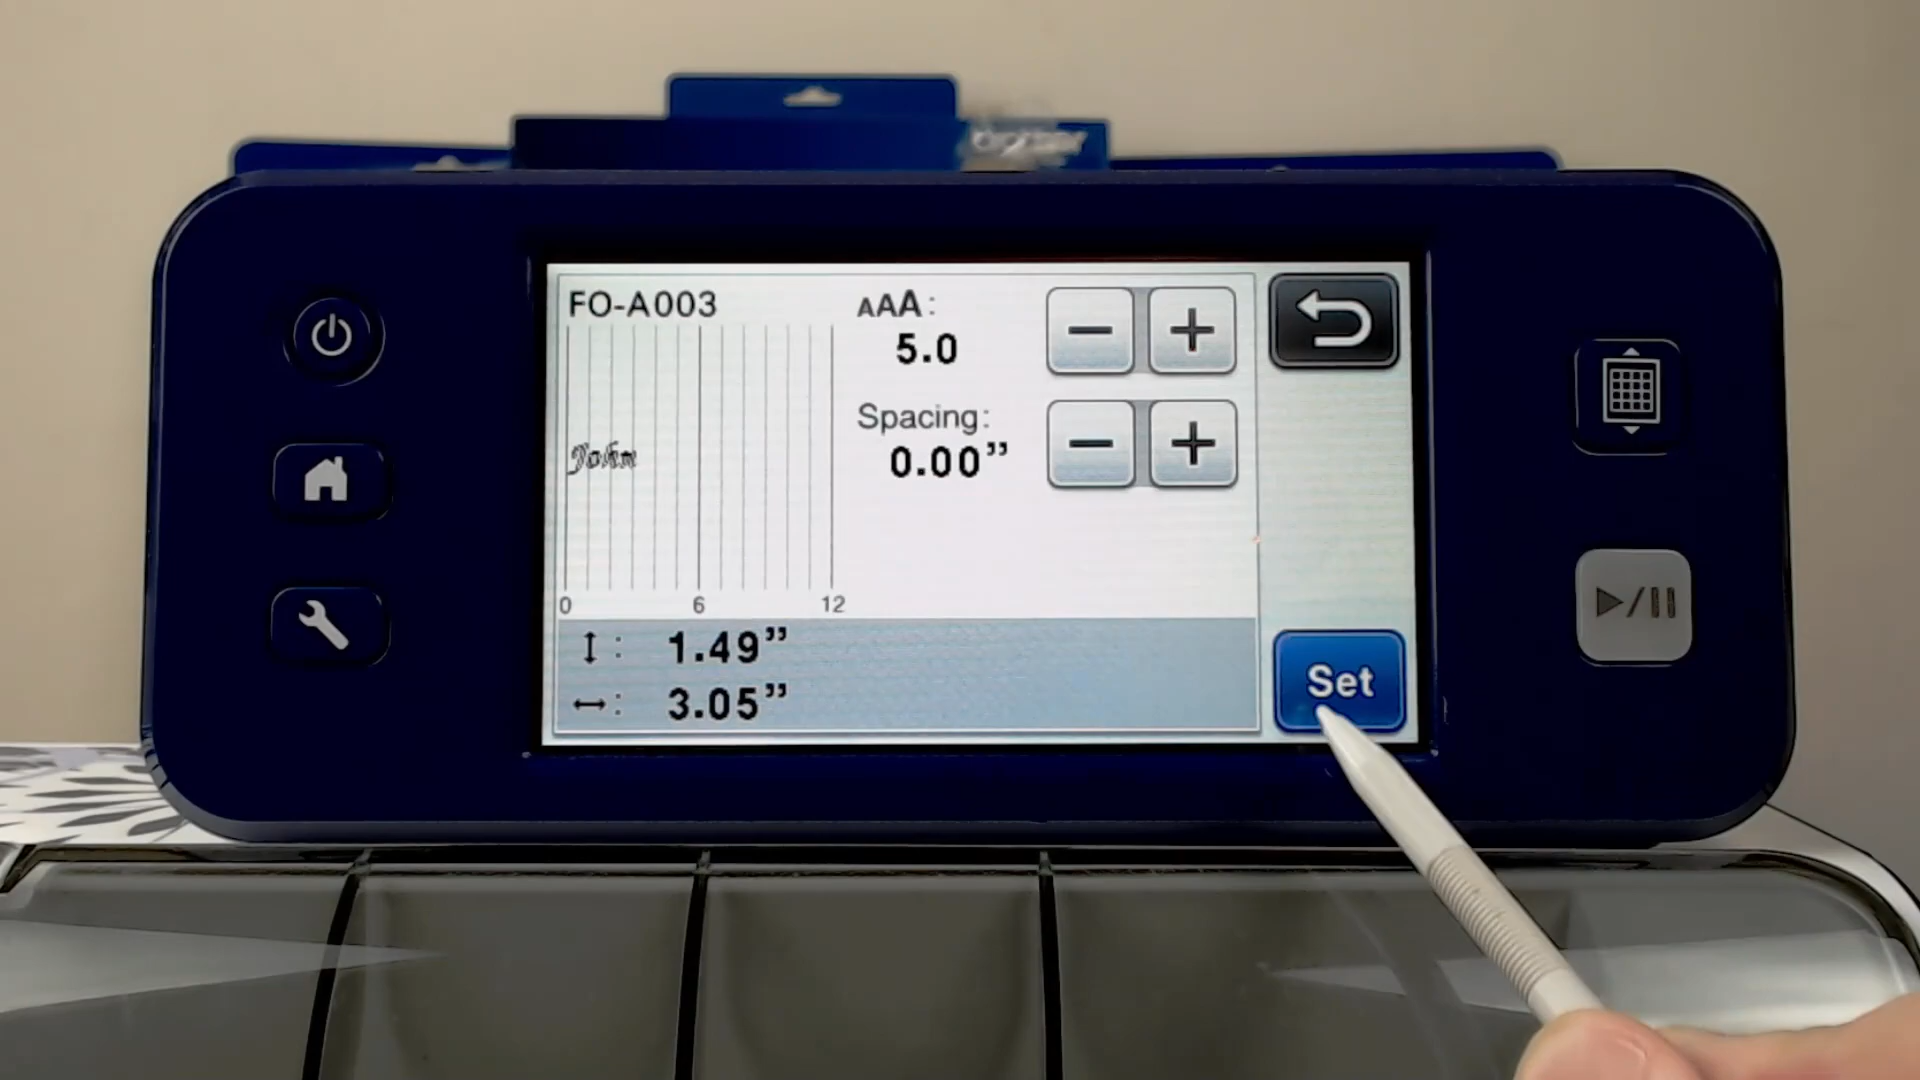 FO-A003
AAA:
5.0
Spacing:
0.00”
John
0 6 12
: 1.49”
: 3.05”
Set